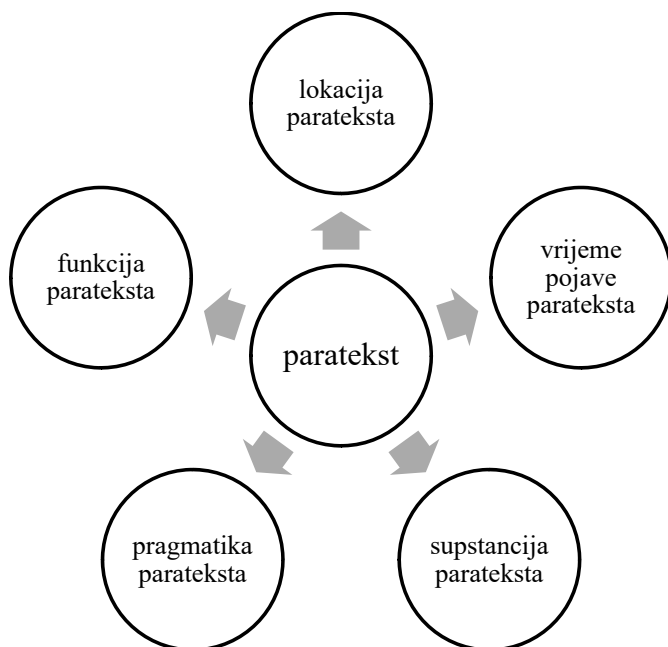 lokacija
parateksta
funkcija
parateksta
vrijeme
pojave
parateksta
paratekst
pragmatika
parateksta
supstancija
parateksta